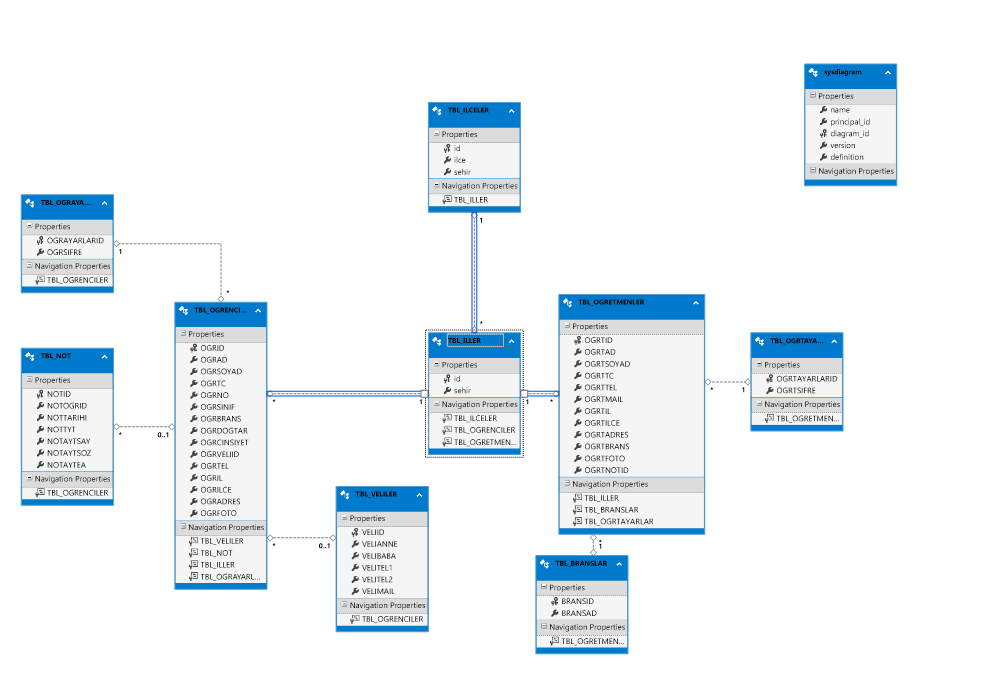 sysdiagram
Properties
name
principal_id
diagram_id
version
definition
Navigation Properties
TBL_ILCELER
Properties
id
ilce
sehir
Navigation Properties
TBL_ILLER
1
*
TBL_OGRAYA...
Properties
OGRAYARLARID
OGRSIFRE
Navigation Properties
TBL_OGRENCILER
1
*
TBL_OGRENCI...
Properties
OGRID
OGRAD
OGRSOYAD
OGRTC
OGRNO
OGRSINIF
OGRBRANS
OGRDOGTAR
OGRCINSIYET
OGRVELIID
OGRTEL
OGRIL
OGRILCE
OGRADRES
OGRFOTO
Navigation Properties
TBL_VELILER
TBL_NOT
TBL_ILLER
TBL_OGRAYARL...
TBL_NOT
Properties
NOTID
NOTOGRID
NOTTARIHI
NOTTYT
NOTAYTSAY
NOTAYTSOZ
NOTAYTEA
Navigation Properties
TBL_OGRENCILER
*
0..1
*
1
TBL_ILLER
Properties
id
sehir
Navigation Properties
TBL_ILCELER
TBL_OGRENCILER
TBL_OGRETMEN...
1
*
TBL_OGRETMENLER
Properties
OGRTID
OGRTAD
OGRTSOYAD
OGRTTC
OGRTTEL
OGRTMAIL
OGRTIL
OGRTILCE
OGRTADRES
OGRTBRANS
OGRTFOTO
OGRTNOTID
Navigation Properties
TBL_ILLER
TBL_BRANSLAR
TBL_OGRTAYARLAR
*
1
TBL_OGRTAYA...
Properties
OGRTAYARLARID
OGRTSIFRE
Navigation Properties
TBL_OGRETMEN...
*
0..1
TBL_VELILER
Properties
VELIID
VELIANNE
VELIBABA
VELITEL1
VELITEL2
VELIMAIL
Navigation Properties
TBL_OGRENCILER
*
1
TBL_BRANSLAR
Properties
BRANSID
BRANSAD
Navigation Properties
TBL_OGRETMEN...